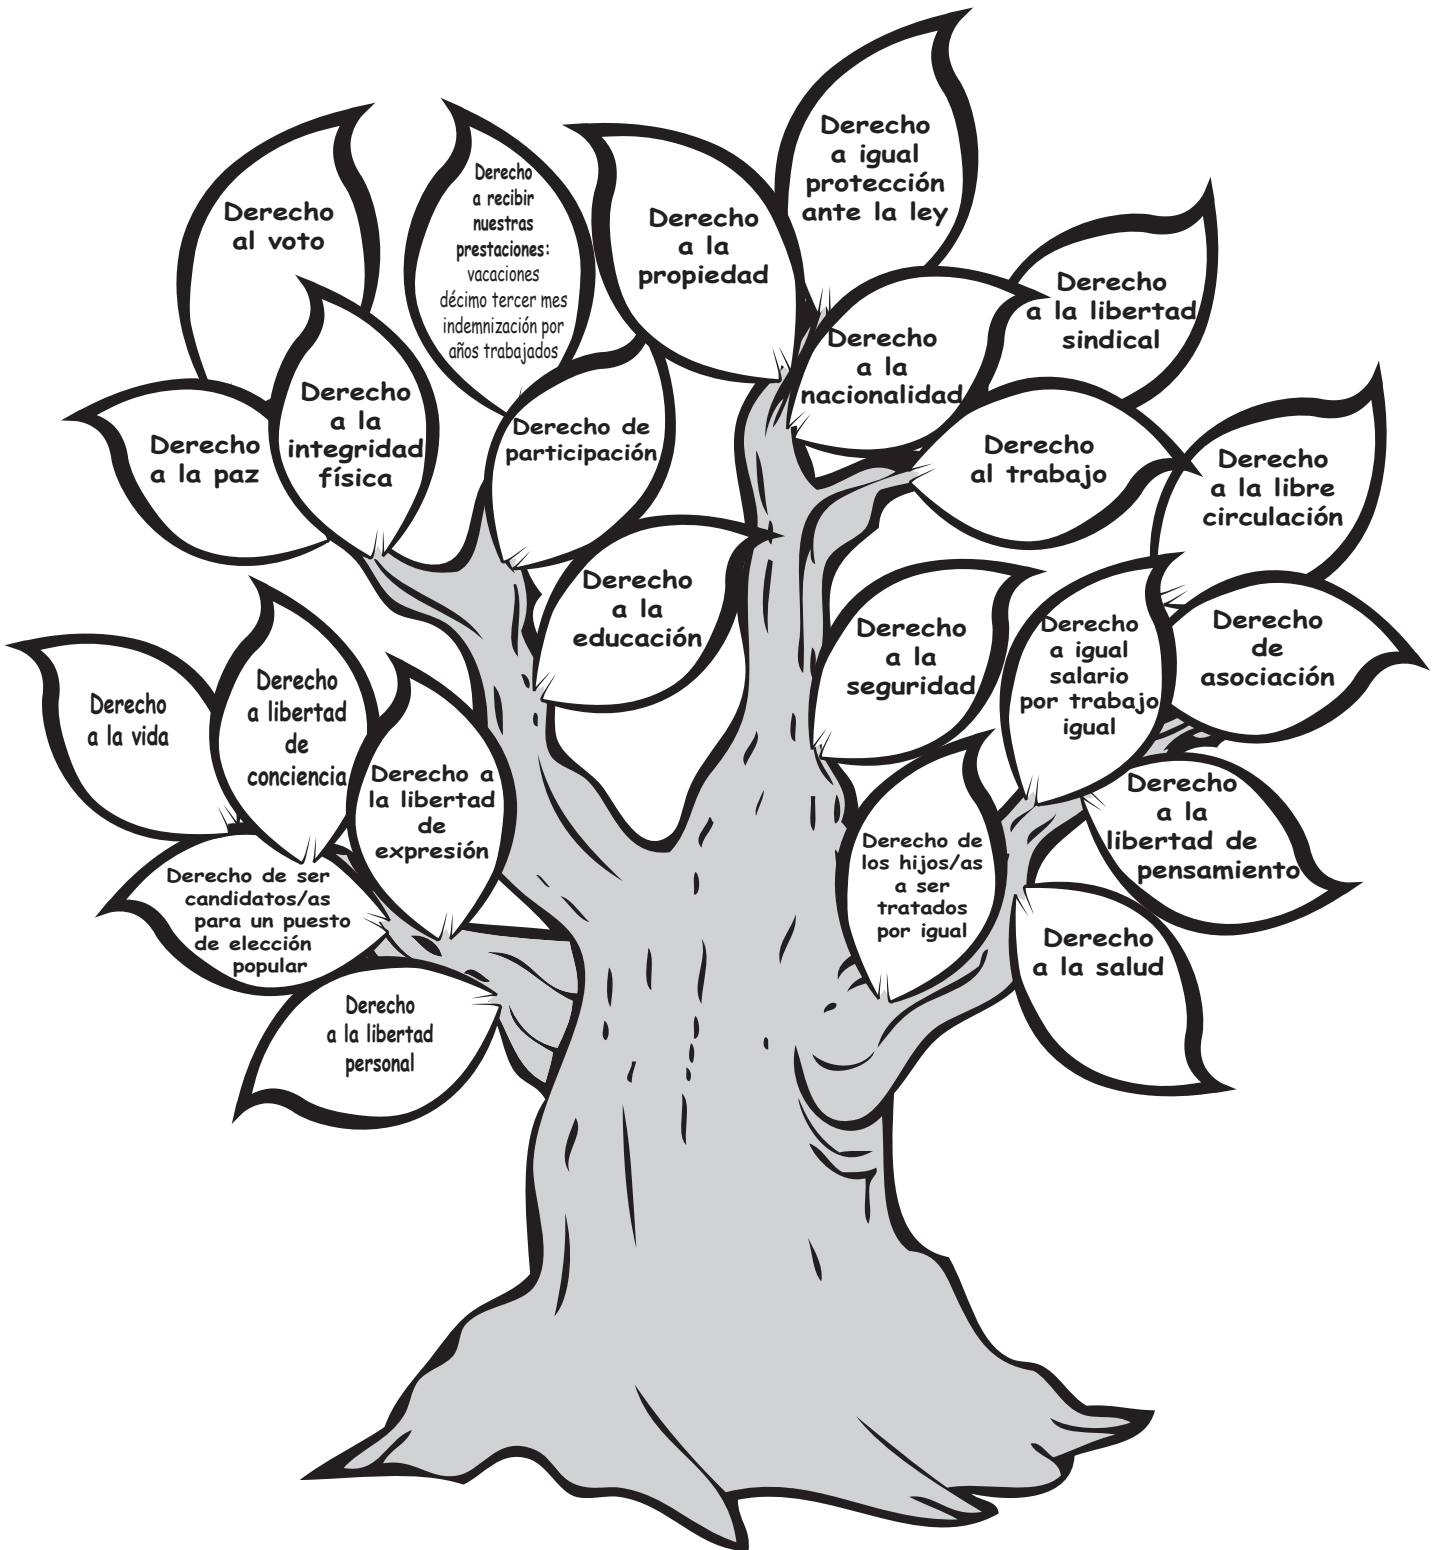 Derecho
al voto
Derecho
a recibir
nuestras
prestaciones:
vacaciones
décimo tercer mes
indemnización por
años trabajados
Derecho
a la
propiedad
Derecho
a igual
protección
ante la ley
Derecho
a la libertad
sindical
Derecho
a la
nacionalidad
Derecho
a la paz
Derecho
a la
integridad
física
Derecho de
participación
Derecho
al trabajo
Derecho
a la libre
circulación
Derecho
a la
educación
Derecho
a la
seguridad
Derecho
a igual
salario
por trabajo
igual
Derecho
de
asociación
Derecho
a la vida
Derecho
a libertad
de
conciencia
Derecho a
la libertad
de
expresión
Derecho de
los hijos/as
a ser
tratados
por igual
Derecho
a la
libertad de
pensamiento
Derecho de ser
candidatos/as
para un puesto
de elección
popular
Derecho
a la salud
Derecho
a la libertad
personal